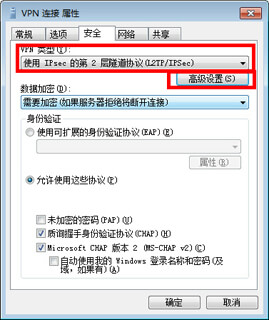 VPN 连接 属性
常规 选项 安全 网络 共享
VPN 类型(T):
使用 IPsec 的第 2 层隧道协议(L2TP/IPSec)
高级设置(S)
数据加密(D):
需要加密(如果服务器拒绝将断开连接)
身份验证
使用可扩展的身份验证协议(EAP)(E)
属性(R)
允许使用这些协议(P)
未加密的密码(PAP)(U)
质询握手身份验证协议(CHAP)(H)
Microsoft CHAP 版本 2 (MS-CHAP v2)(C)
自动使用我的 Windows 登录名称和密码(及
域，如果有)(A)
确定 取消